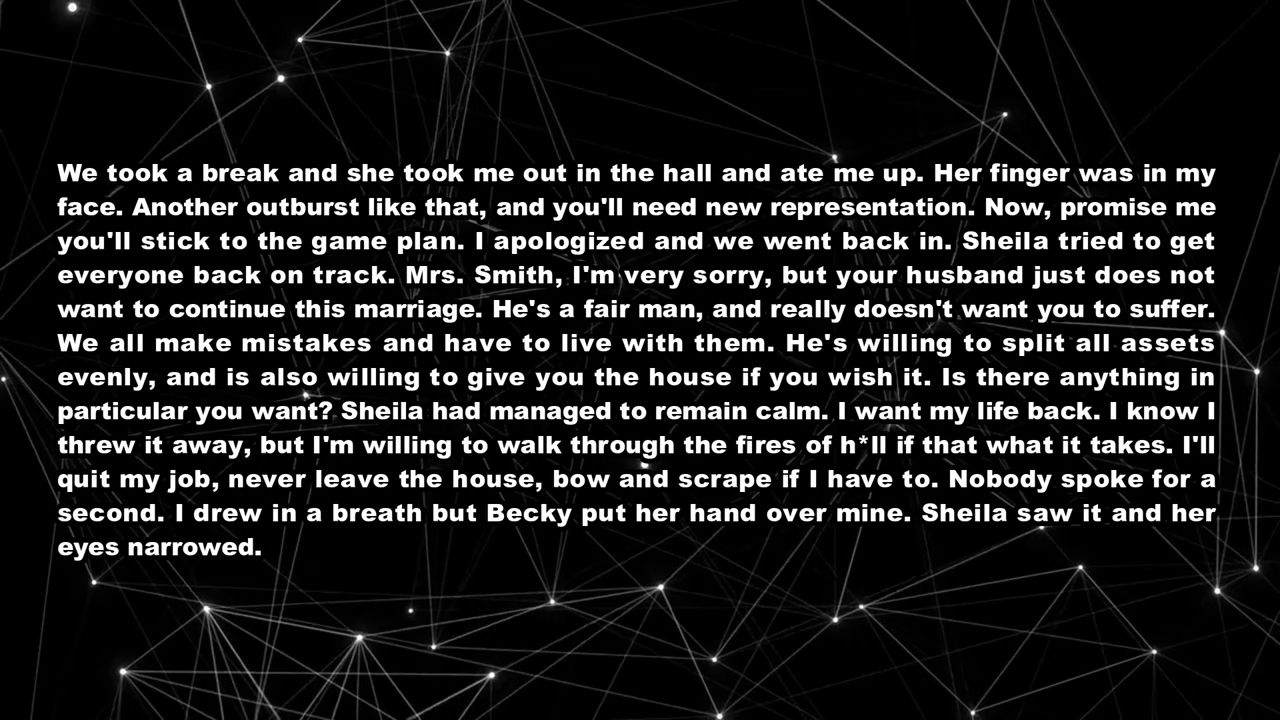 We took a break and she took me out in the hall and ate me up. Her finger was in my
face. Another outburst like that, and you'll need new representation. Now, promise me
you'll stick to the game plan. I apologized and we went back in. Sheila tried to get
everyone back on track. Mrs. Smith, I'm very sorry, but your husband just does not
want to continue this marriage. He's a fair man, and really doesn't want you to suffer.
We all make mistakes and have to live with them. He's willing to split all assets
evenly, and is also willing to give you the house if you wish it. Is there anything in
particular you want? Sheila had managed to remain calm. I want my life back. I know I
threw it away, but I'm willing to walk through the fires of h*ll if that what it takes. I'll
quit my job, never leave the house, bow and scrape if I have to. Nobody spoke for a
second. I drew in a breath but Becky put her hand over mine. Sheila saw it and her
eyes narrowed.